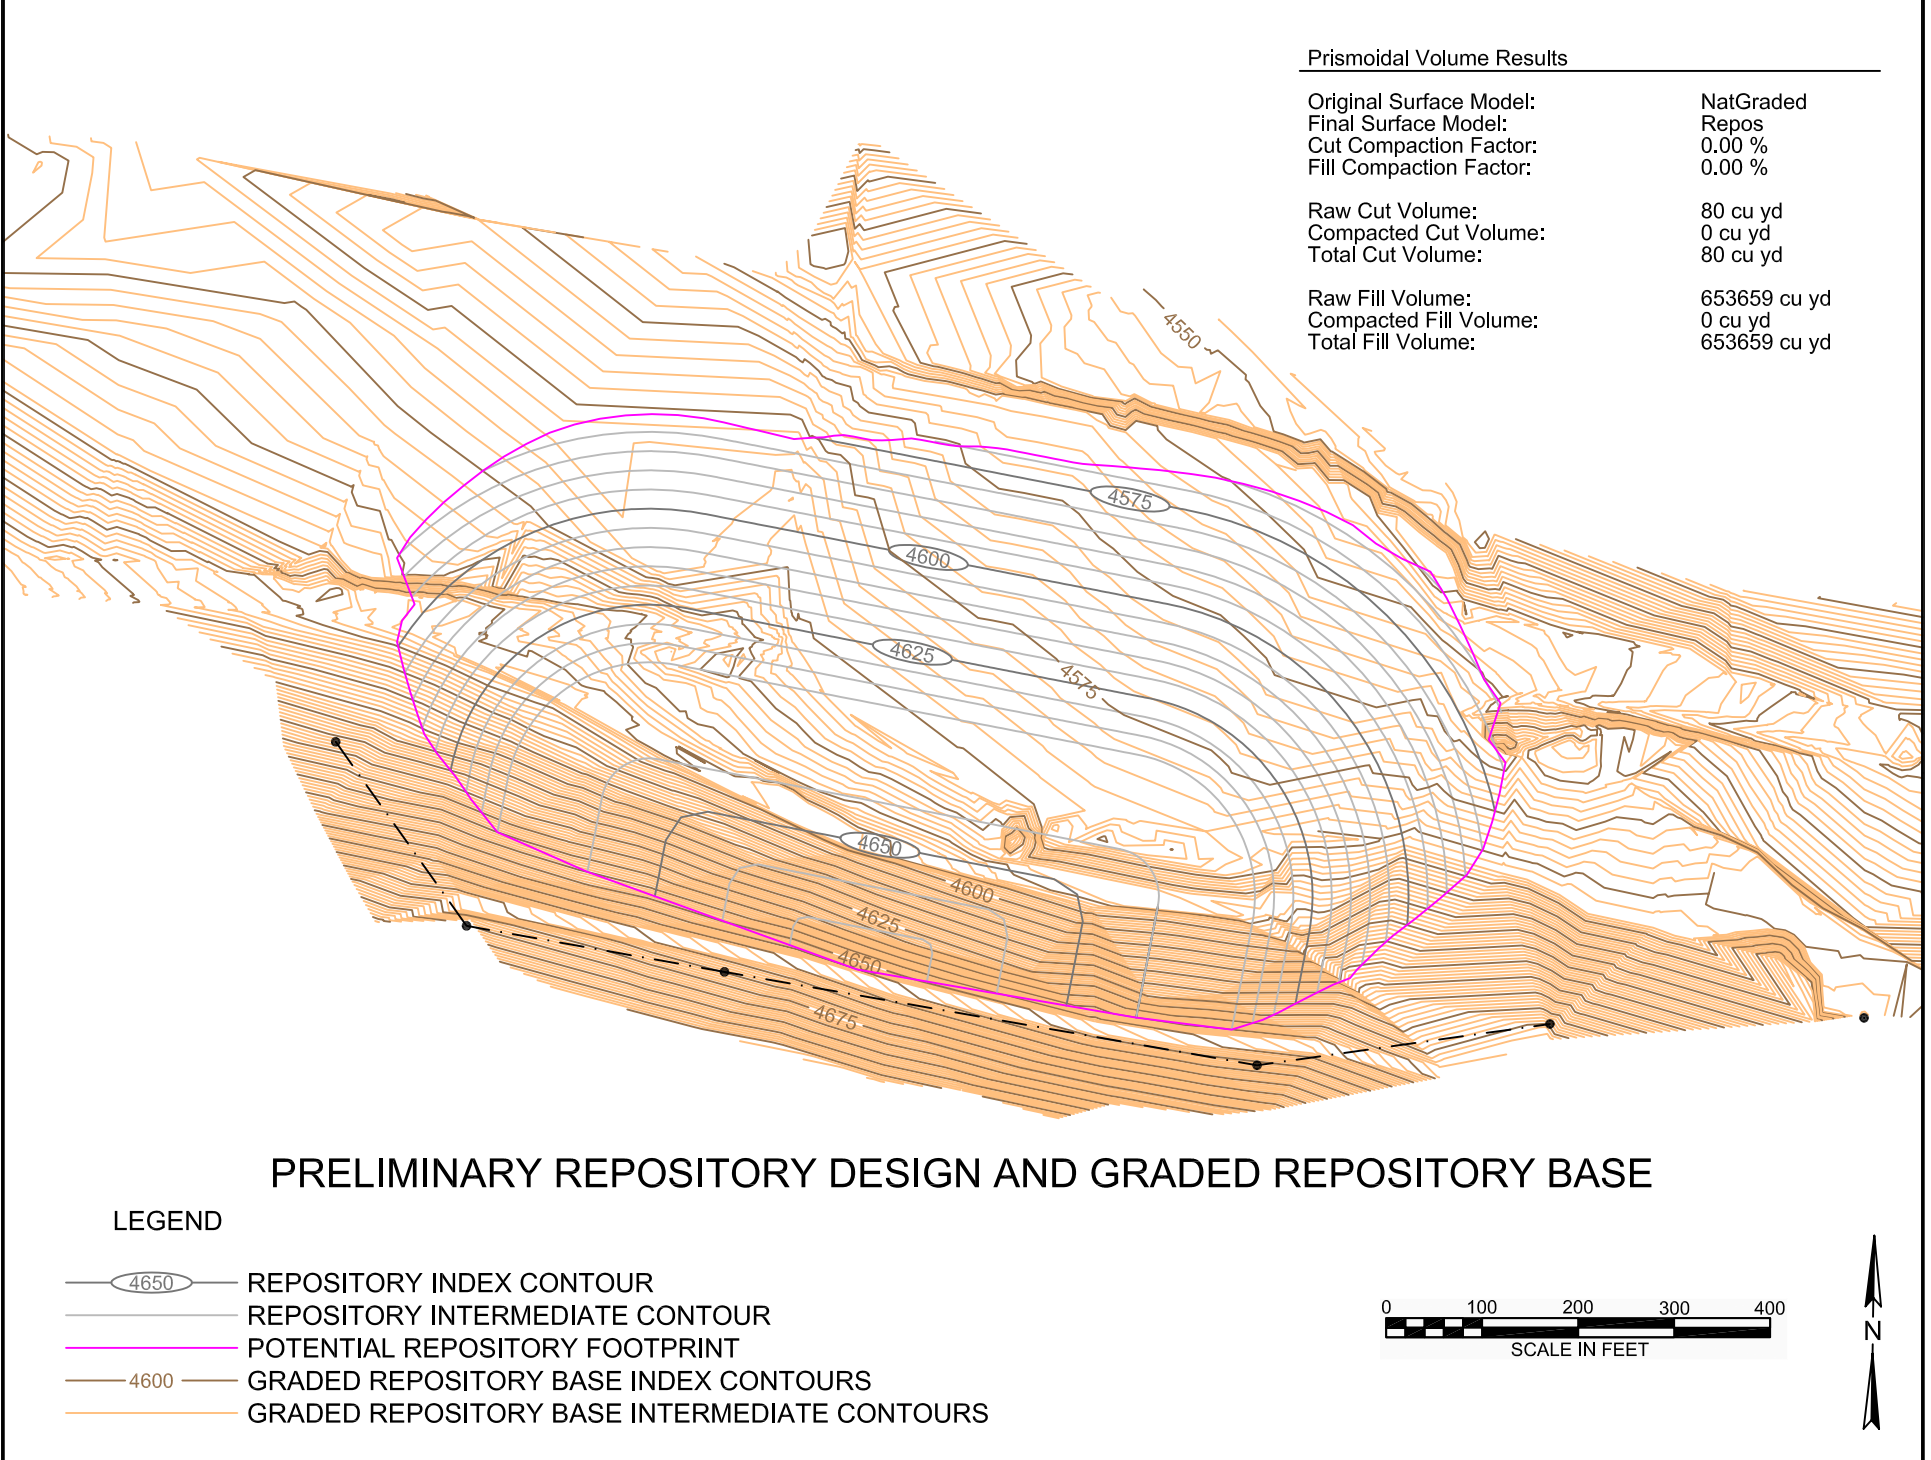 Prismoidal Volume Results
Original Surface Model: NatGraded
Final Surface Model: Repos
Cut Compaction Factor: 0.00 %
Fill Compaction Factor: 0.00 %
Raw Cut Volume: 80 cu yd
Compacted Cut Volume: 0 cu yd
Total Cut Volume: 80 cu yd
Raw Fill Volume: 653659 cu yd
Compacted Fill Volume: 0 cu yd
Total Fill Volume: 653659 cu yd
4550
4575
4600
4625
4575
4650
4600
4625
4650
4675
PRELIMINARY REPOSITORY DESIGN AND GRADED REPOSITORY BASE
LEGEND
4650 REPOSITORY INDEX CONTOUR
REPOSITORY INTERMEDIATE CONTOUR
POTENTIAL REPOSITORY FOOTPRINT
4600 GRADED REPOSITORY BASE INDEX CONTOURS
GRADED REPOSITORY BASE INTERMEDIATE CONTOURS
0 100 200 300 400
SCALE IN FEET
N